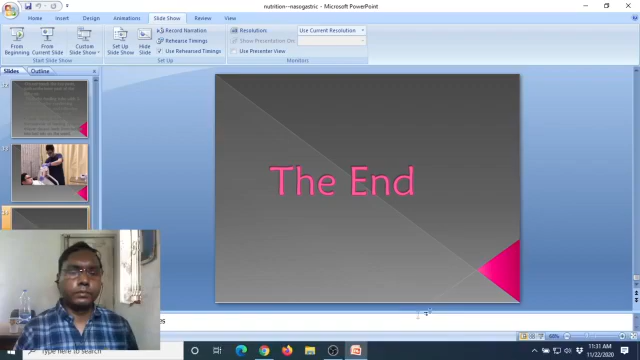 nutrition--nasogastric - Microsoft PowerPoint
Home Insert Design Animations Slide Show Review View
Record Narration
Rehearse Timings
Use Rehearsed Timings
Resolution: Use Current Resolution
Show Presentation On:
Use Presenter View
From Beginning
From Current Slide
Custom Slide Show
Set Up Slide Show
Hide Slide
Start Slide Show Set Up Monitors
Slides Outline
13
The End
68%
Type here to search
11:31 AM
11/22/2020